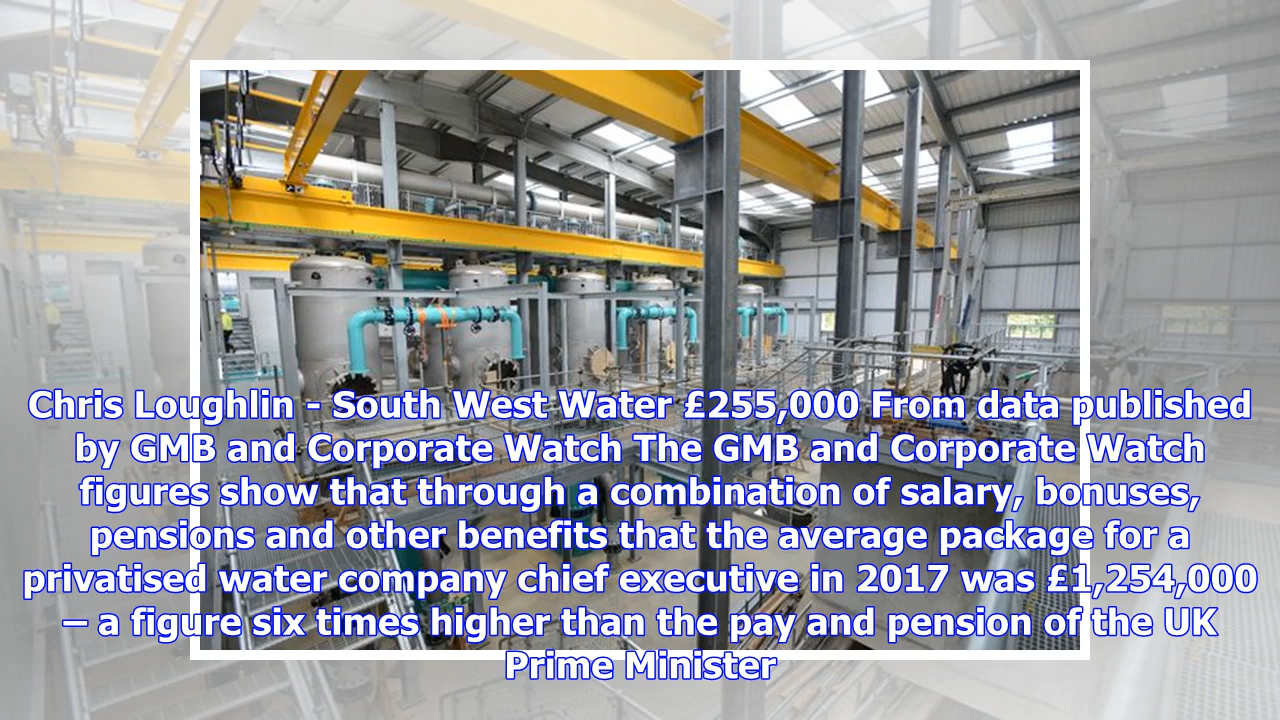 Chris Loughlin - South West Water £255,000 From data published
by GMB and Corporate Watch The GMB and Corporate Watch
figures show that through a combination of salary, bonuses,
pensions and other benefits that the average package for a
privatised water company chief executive in 2017 was £1,254,000
– a figure six times higher than the pay and pension of the UK
Prime Minister